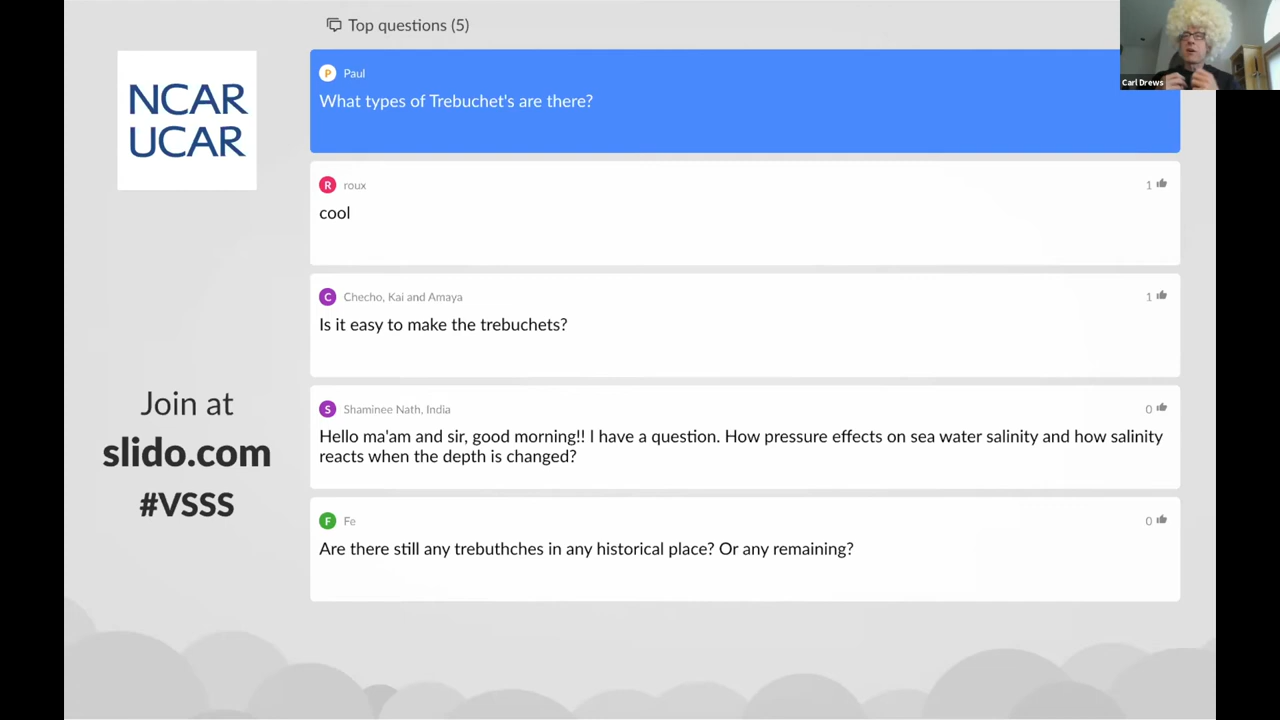 Top questions (5)
NCAR
UCAR
Carl Drews
P Paul
What types of Trebuchet's are there?
R roux 1
cool
C Checho, Kai and Amaya 1
Is it easy to make the trebuchets?
S Shaminee Nath, India 0
Hello ma'am and sir, good morning!! I have a question. How pressure effects on sea water salinity and how salinity
reacts when the depth is changed?
F Fe 0
Are there still any trebuthches in any historical place? Or any remaining?
Join at
slido.com
#VSSS